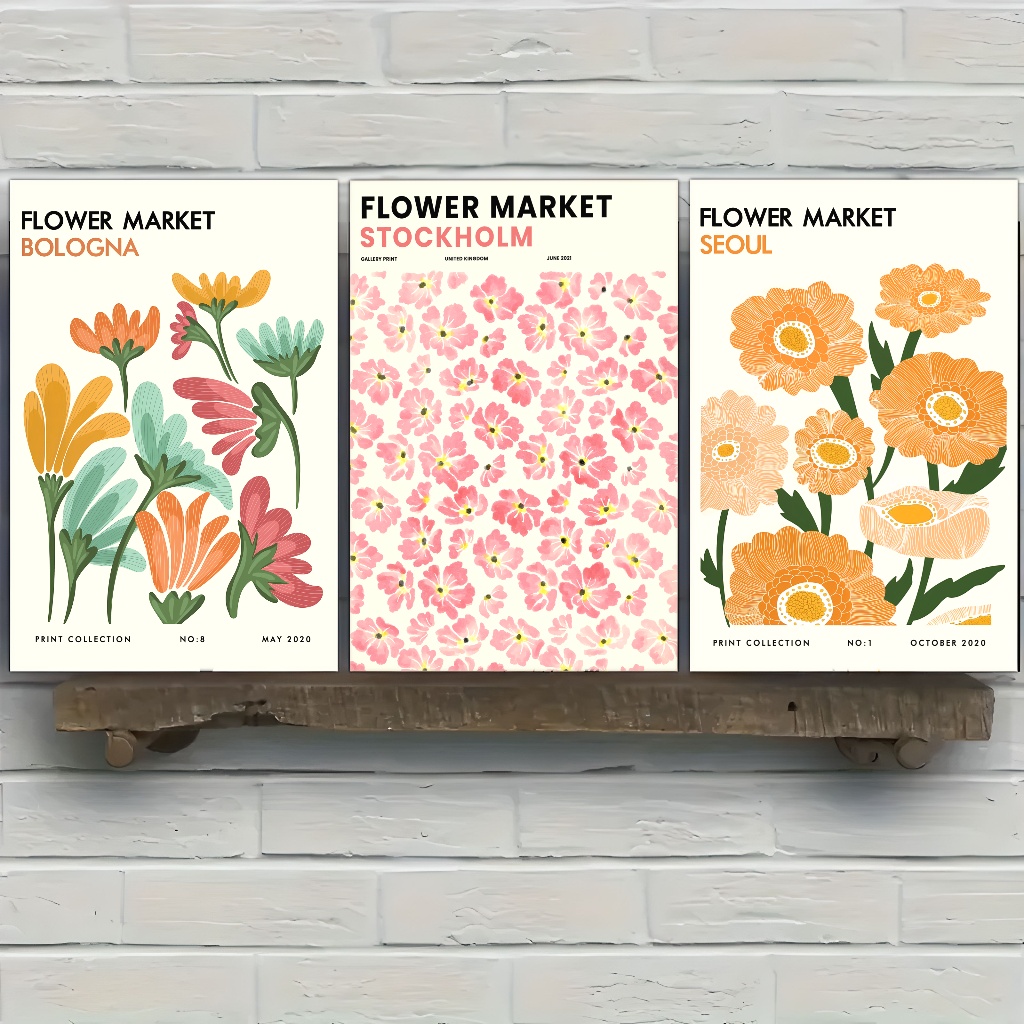 FLOWER MARKET
BOLOGNA
PRINT COLLECTION NO:8 MAY 2020
FLOWER MARKET
STOCKHOLM
GALLERY PRINT UNITED KINGDOM JUNE 2021
FLOWER MARKET
SEOUL
PRINT COLLECTION NO:1 OCTOBER 2020